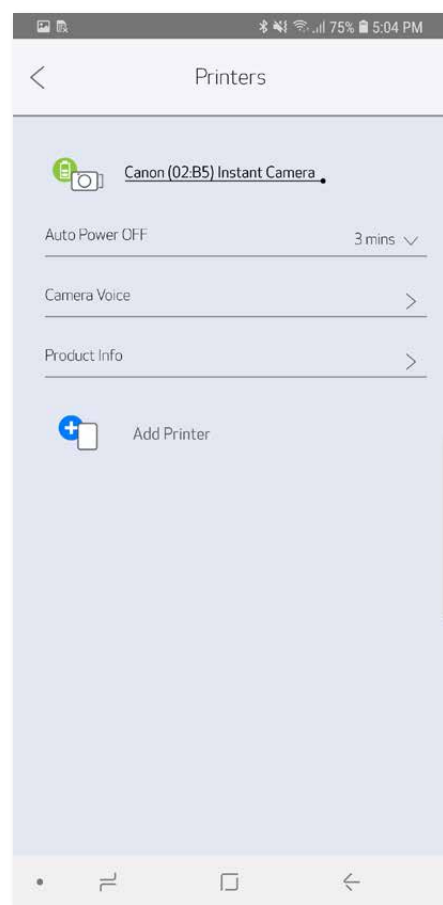 75% 5:04 PM
Printers
Canon (02:B5) Instant Camera
Auto Power OFF 3 mins
Camera Voice
Product Info
Add Printer